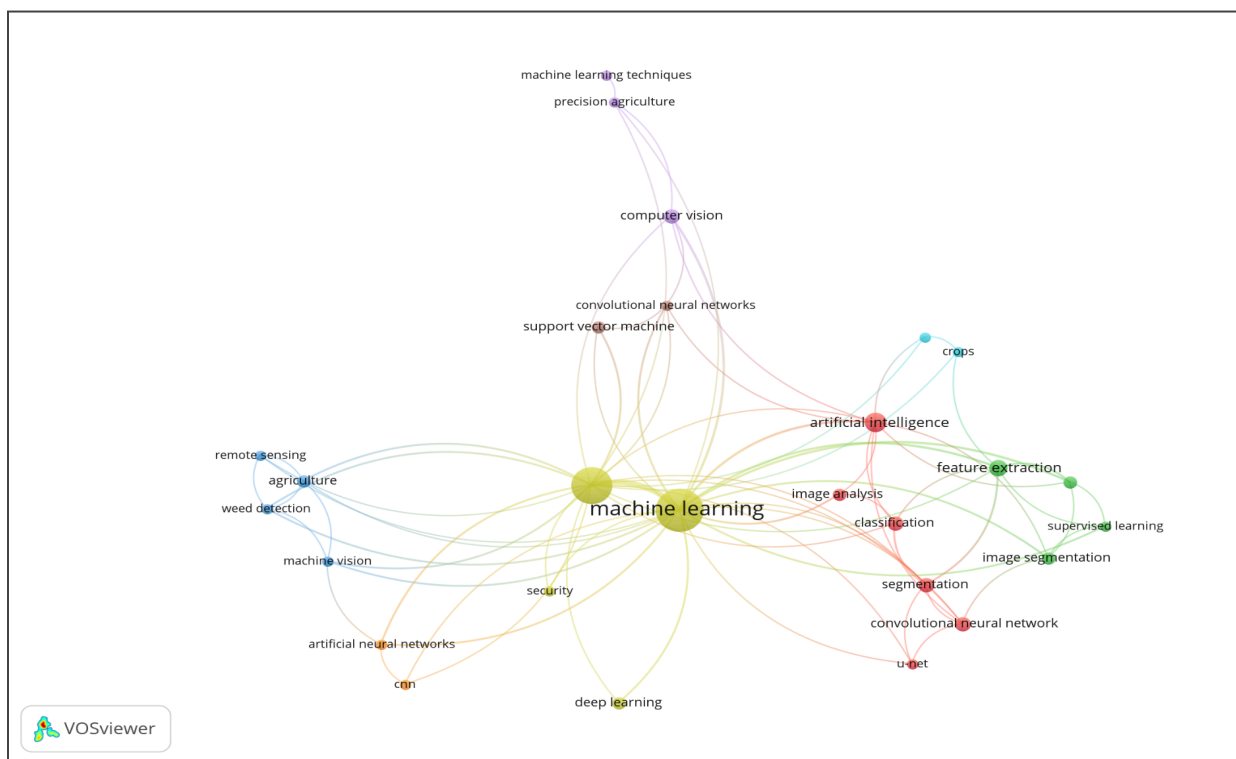 machine learning techniques
precision agriculture
computer vision
convolutional neural networks
support vector machine
crops
artificial intelligence
remote sensing
feature extraction
agriculture
image analysis
weed detection
machine learning
classification
supervised learning
image segmentation
machine vision
segmentation
security
convolutional neural network
artificial neural networks
u-net
cnn
deep learning
VOSviewer